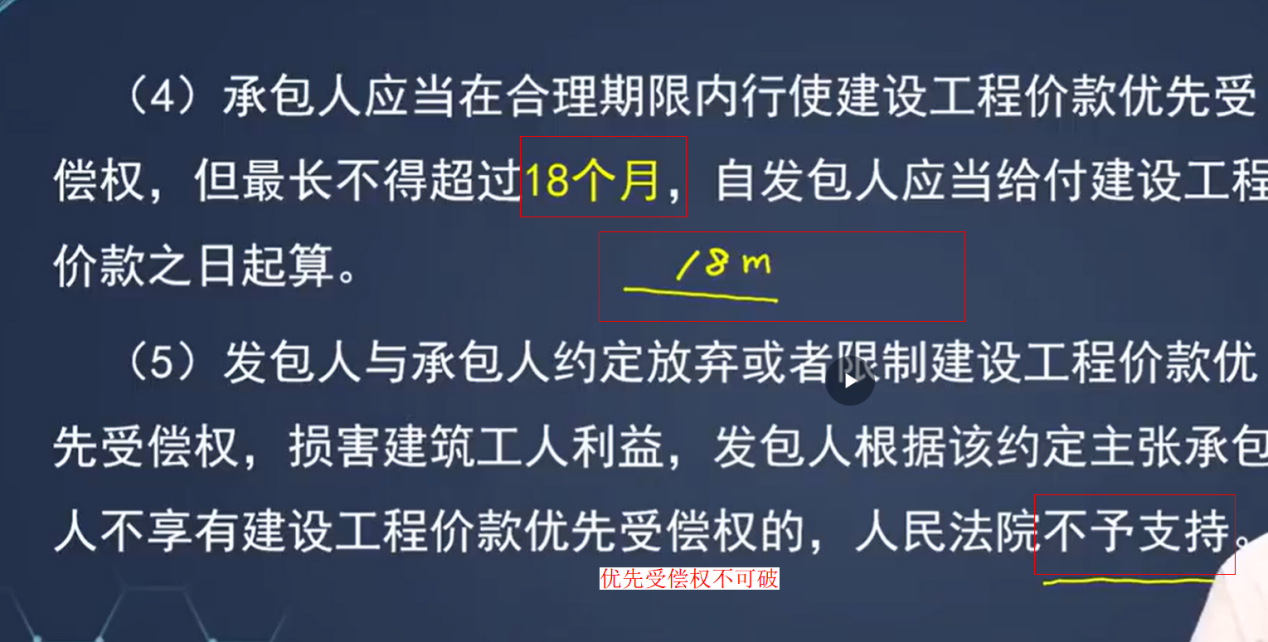 （4）承包人应当在合理期限内行使建设工程价款优先受
偿权，但最长不得超过18个月，自发包人应当给付建设工程
价款之日起算。
18m
（5）发包人与承包人约定放弃或者限制建设工程价款优
先受偿权，损害建筑工人利益，发包人根据该约定主张承包
人不享有建设工程价款优先受偿权的，人民法院不予支持。
优先受偿权不可破